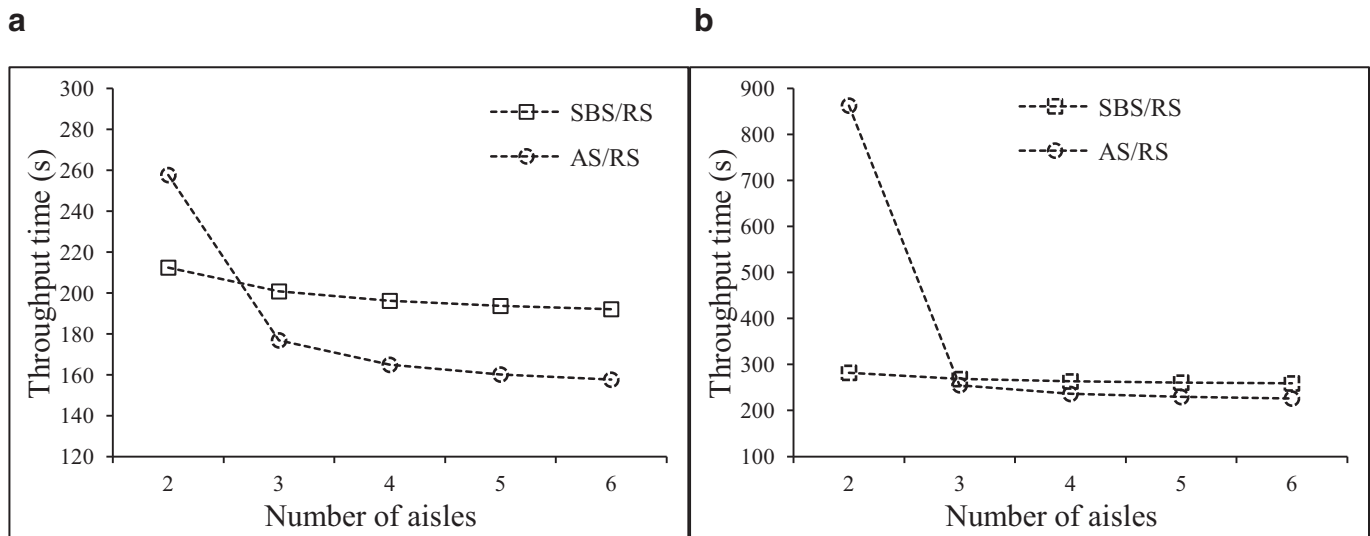 a
300
280
260
240
220
200
180
160
140
120
Throughput time (s)
SBS/RS
AS/RS
2 3 4 5 6
Number of aisles
b
900
800
700
600
500
400
300
200
100
Throughput time (s)
SBS/RS
AS/RS
2 3 4 5 6
Number of aisles